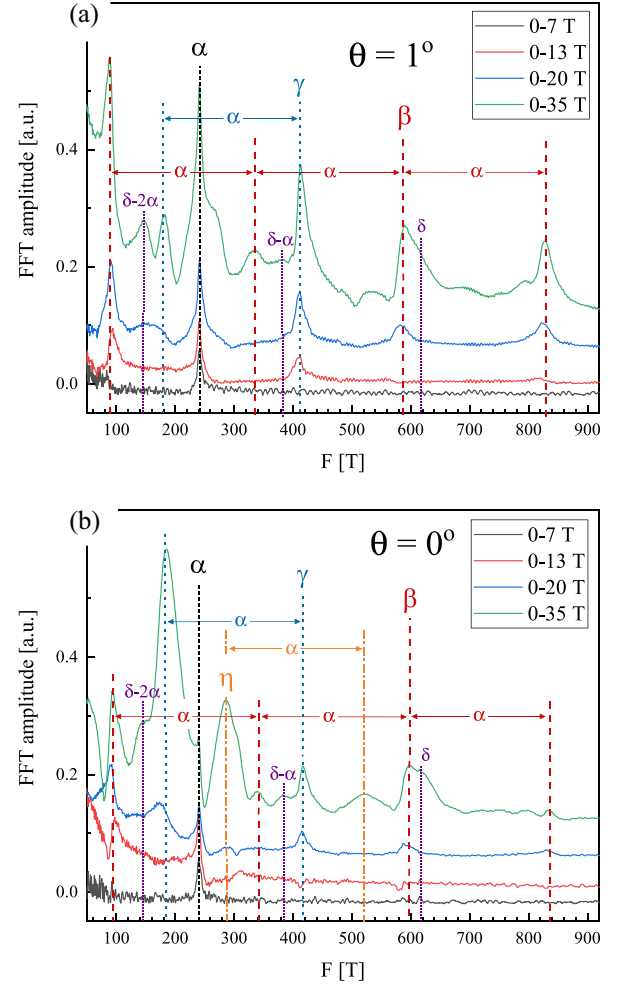 (a)
α
θ = 1°
0-7 T
0-13 T
0-20 T
0-35 T
γ
α
β
α
α
α
δ-2α
δ-α
δ
FFT amplitude [a.u.]
0.4
0.2
0.0
100 200 300 400 500 600 700 800 900
F [T]
(b)
α
θ = 0°
0-7 T
0-13 T
0-20 T
0-35 T
γ
β
α
α
η
δ-2α
α
α
α
δ-α
δ
FFT amplitude [a.u.]
0.4
0.2
0.0
100 200 300 400 500 600 700 800 900
F [T]